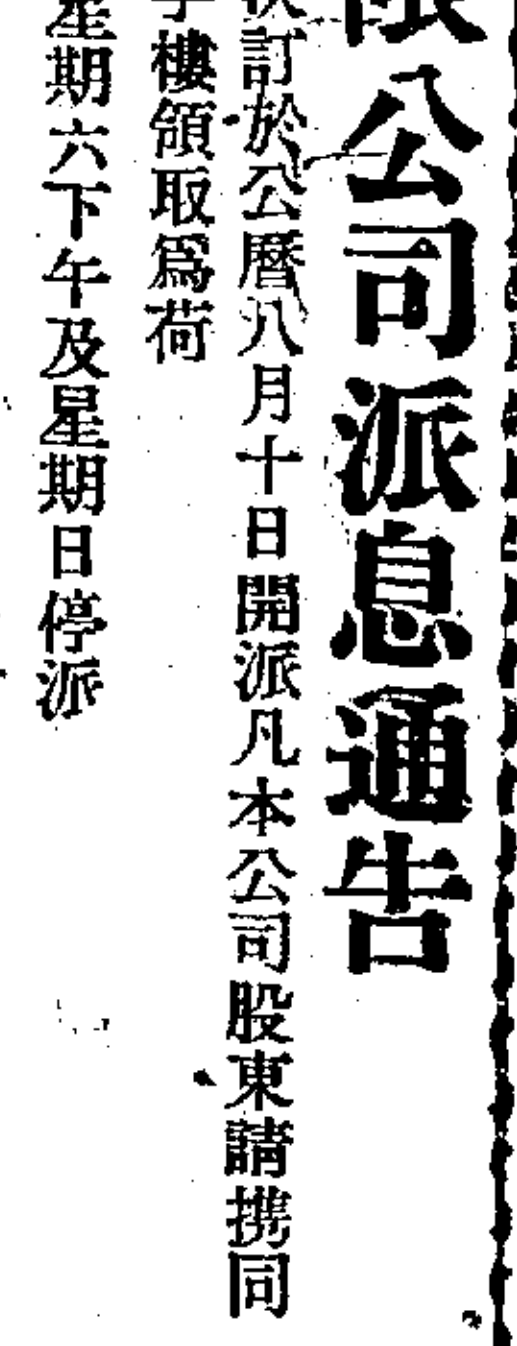 限公司派息通告
訂於公曆八月十日開派凡本公司股東請携同
樓領取爲荷
星期六下午及星期日停派